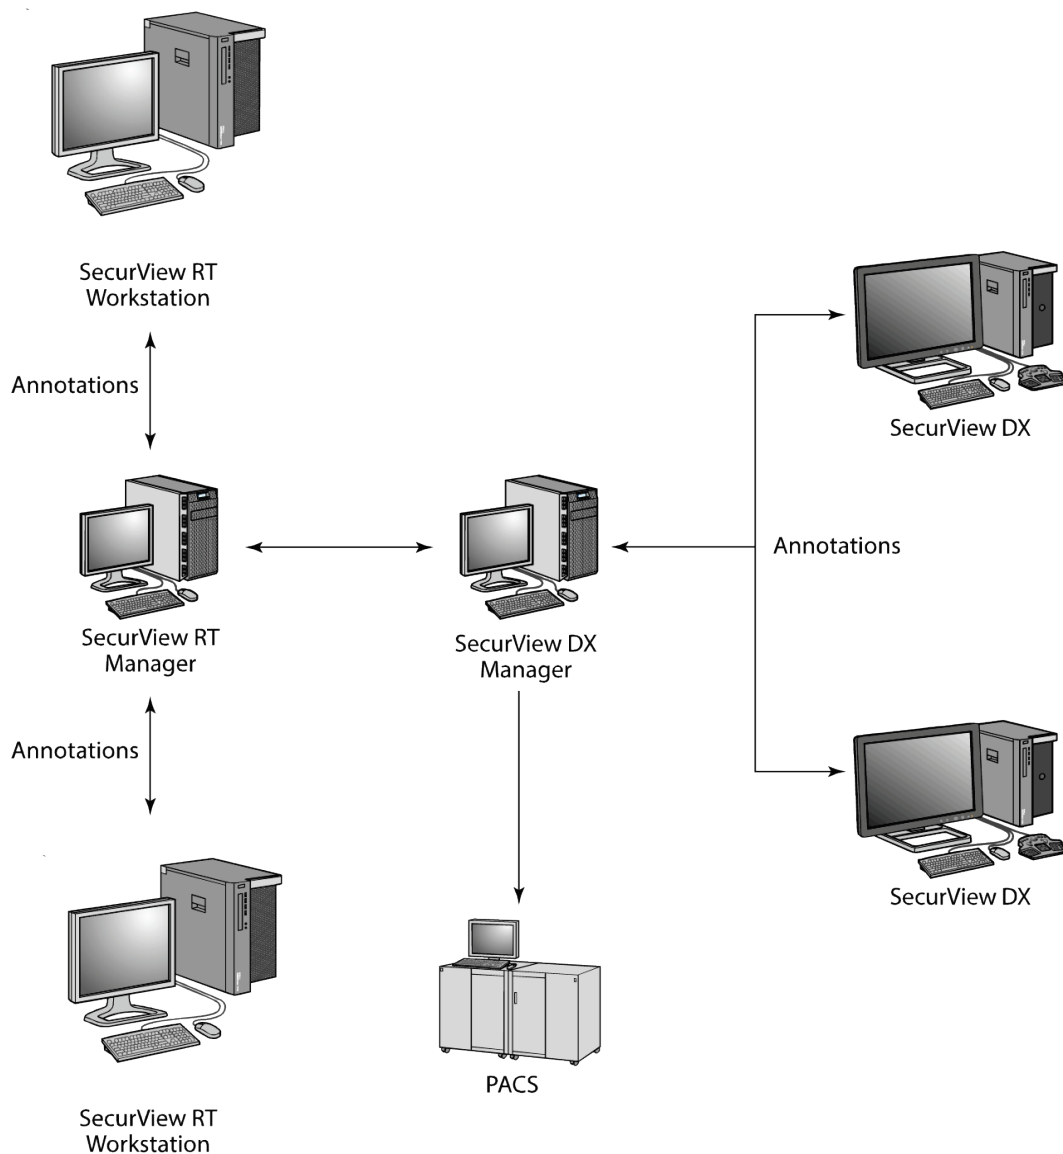 SecurView RT
Workstation
Annotations
SecurView DX
Annotations
SecurView RT
Manager
SecurView DX
Manager
Annotations
SecurView DX
PACS
SecurView RT
Workstation